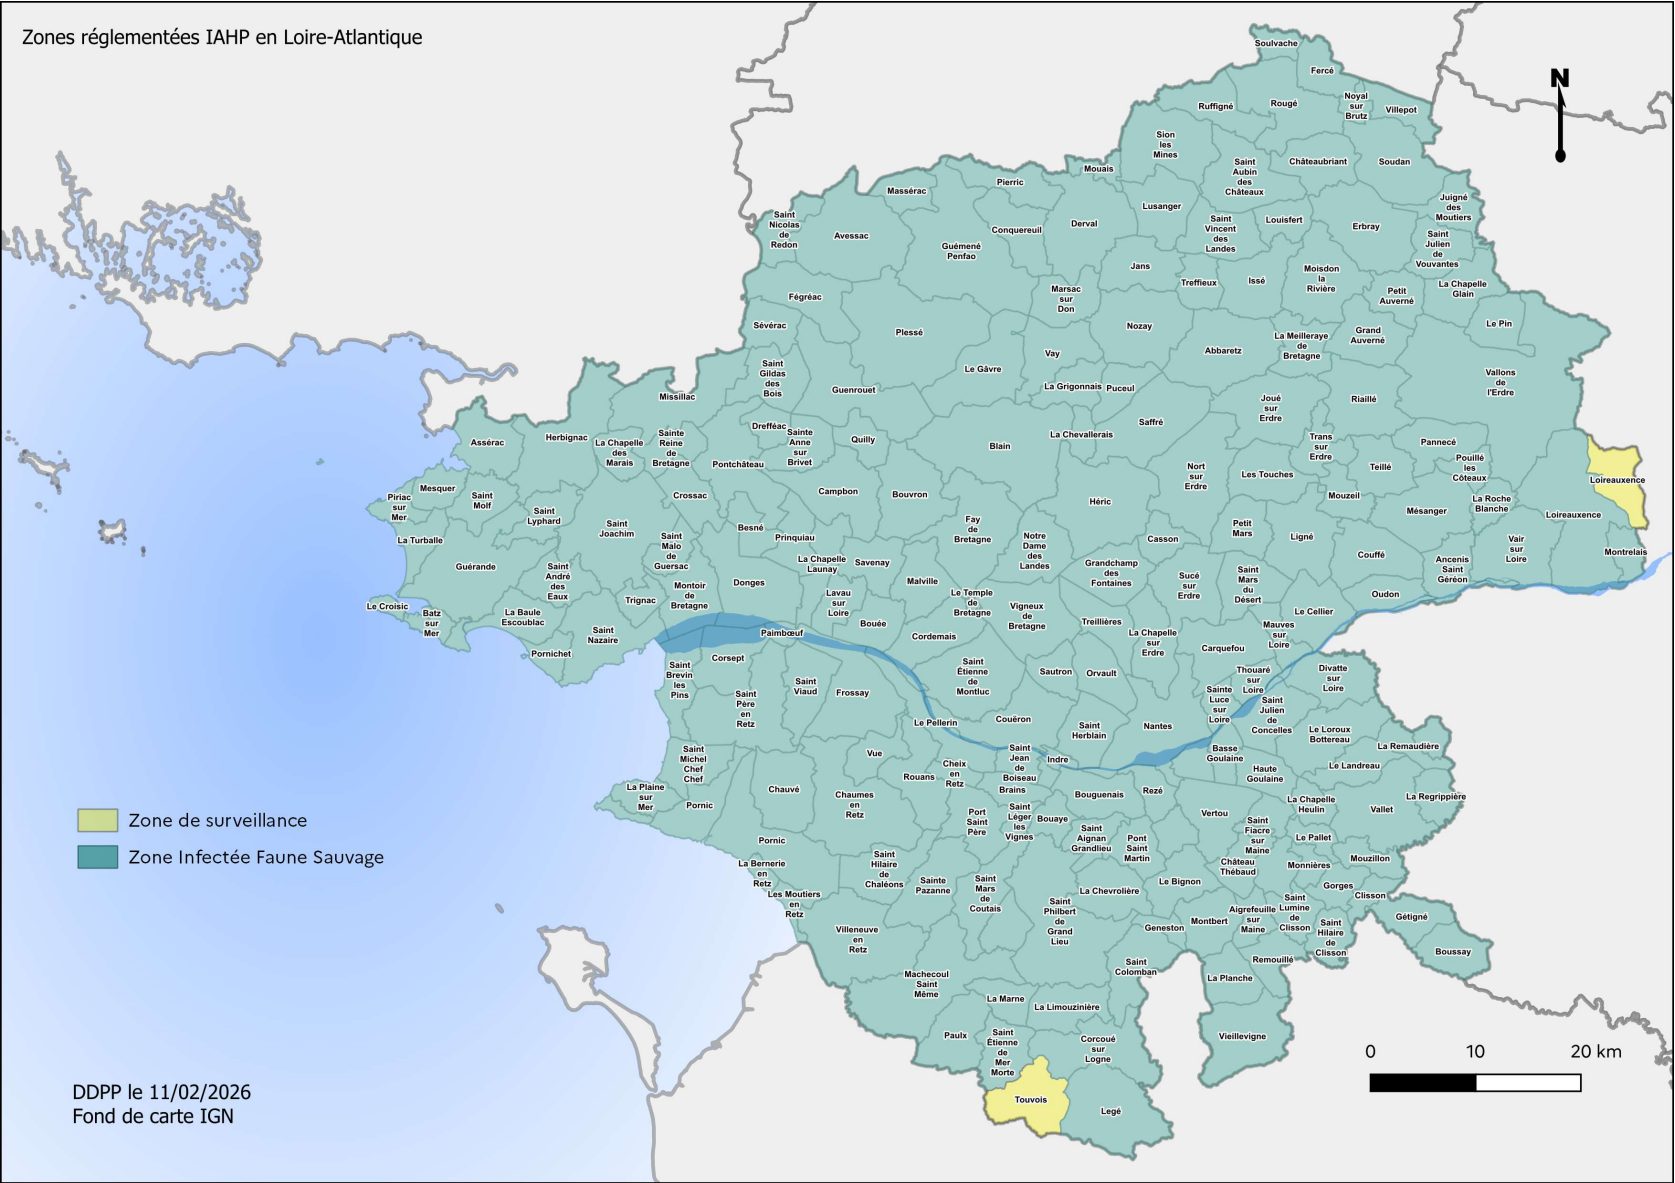 Zones réglementées IAHP en Loire-Atlantique
N
Soulvache
Fercé
Ruffigné
Rougé
Noyal
sur
Brutz
Villepot
Sion
les
Mines
Saint
Aubin
des
Châteaux
Châteaubriant
Soudan
Mouais
Pierric
Massérac
Lusanger
Juigné
des
Moutiers
Saint
Nicolas
de
Redon
Avessac
Guémené
Penfao
Conquereuil
Derval
Saint
Vincent
des
Landes
Louisfert
Erbray
Saint
Julien
de
Vouvantes
Jans
Treffieux
Issé
Moisdon
la
Rivière
Petit
Auverné
La Chapelle
Glain
Fégréac
Marsac
sur
Don
Sévérac
Plessé
Nozay
La Meilleraye
de
Bretagne
Grand
Auverné
Le Pin
Vay
Abbaretz
Saint
Gildas
des
Bois
Guenrouet
Le Gâvre
La Grigonnais
Puceul
Vallons
de
l'Erdre
Missillac
Joué
sur
Erdre
Riaillé
Assérac
Herbignac
La Chapelle
des
Marais
Sainte
Reine
de
Bretagne
Drefféac
Sainte
Anne
sur
Brivet
Quilly
Blain
La Chevallerais
Saffré
Trans
sur
Erdre
Pannecé
Pontchâteau
Nort
sur
Erdre
Les Touches
Teillé
Pouillé
les
Côteaux
Loireauxence
Mesquer
Piriac
sur
Mer
Saint
Molf
Crossac
Campbon
Bouvron
Héric
Mouzeil
Mésanger
La Roche
Blanche
Loireauxence
Saint
Lyphard
Saint
Joachim
Besné
Prinquiau
Fay
de
Bretagne
Petit
Mars
Ligné
La Turballe
Saint
Malo
de
Guersac
Notre
Dame
des
Landes
Casson
Couffé
Vair
sur
Loire
Montrelais
Guérande
Saint
André
des
Eaux
Donges
La Chapelle
Launay
Savenay
Malville
Grandchamp
des
Fontaines
Sucé
sur
Erdre
Saint
Mars
du
Désert
Ancenis
Saint
Géréon
Oudon
Le Croisic
Batz
sur
Mer
La Baule
Escoublac
Trignac
Montoir
de
Bretagne
Lavau
sur
Loire
Bouée
Le Temple
de
Bretagne
Vigneux
de
Bretagne
Treillières
Le Cellier
Pornichet
Saint
Nazaire
Paimbœuf
Cordemais
La Chapelle
sur
Erdre
Carquefou
Mauves
sur
Loire
Saint
Brevin
les
Pins
Corsept
Saint
Viaud
Frossay
Saint
Étienne
de
Montluc
Sautron
Orvault
Thouaré
sur
Loire
Divatte
sur
Loire
Saint
Père
en
Retz
Le Pellerin
Couëron
Saint
Herblain
Nantes
Sainte
Luce
sur
Loire
Saint
Julien
de
Concelles
Le Loroux
Bottereau
La Remaudière
Saint
Michel
Chef
Chef
Vue
Rouans
Cheix
en
Retz
Saint
Jean
de
Boiseau
Indre
Basse
Goulaine
Haute
Goulaine
Le Landreau
La Plaine
sur
Mer
Pornic
Chauvé
Chaumes
en
Retz
Brains
Bouguenais
Rezé
Vertou
La Chapelle
Heulin
Vallet
La Regrippière
Port
Saint
Père
Saint
Léger
les
Vignes
Bouaye
Saint
Aignan
Grandlieu
Pont
Saint
Martin
Saint
Fiacre
sur
Maine
Le Pallet
Zone de surveillance
Zone Infectée Faune Sauvage
Pornic
La Bernerie
en
Retz
Saint
Hilaire
de
Chaléons
Sainte
Pazanne
Saint
Mars
de
Coutais
La Chevrolière
Le Bignon
Château
Thébaud
Monnières
Mouzillon
Gorges
Clisson
Les Moutiers
en
Retz
Villeneuve
en
Retz
Saint
Philbert
de
Grand
Lieu
Geneston
Montbert
Aigrefeuille
sur
Maine
Saint
Lumine
de
Clisson
Saint
Hilaire
de
Clisson
Gétigné
Boussay
Machecoul
Saint
Même
Saint
Colomban
La Planche
Remouillé
La Marne
La Limouzinière
Paulx
Saint
Étienne
de
Mer
Morte
Corcoué
sur
Logne
Vieillevigne
Touvois
Legé
0 10 20 km
DDPP le 11/02/2026
Fond de carte IGN